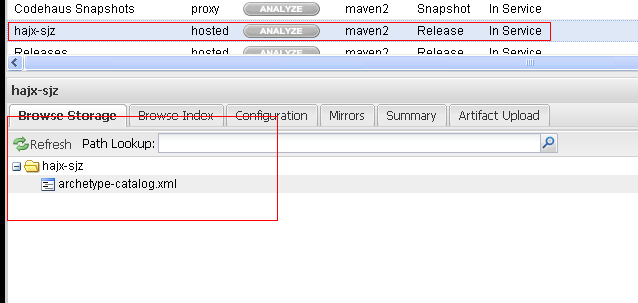 Codehaus Snapshots proxy ANALYZE maven2 Snapshot In Service
hajx-sjz hosted ANALYZE maven2 Release In Service
Releases hosted ANALYZE maven2 Release In Service
hajx-sjz
Browse Storage Browse Index Configuration Mirrors Summary Artifact Upload
Refresh Path Lookup:
hajx-sjz
archetype-catalog.xml